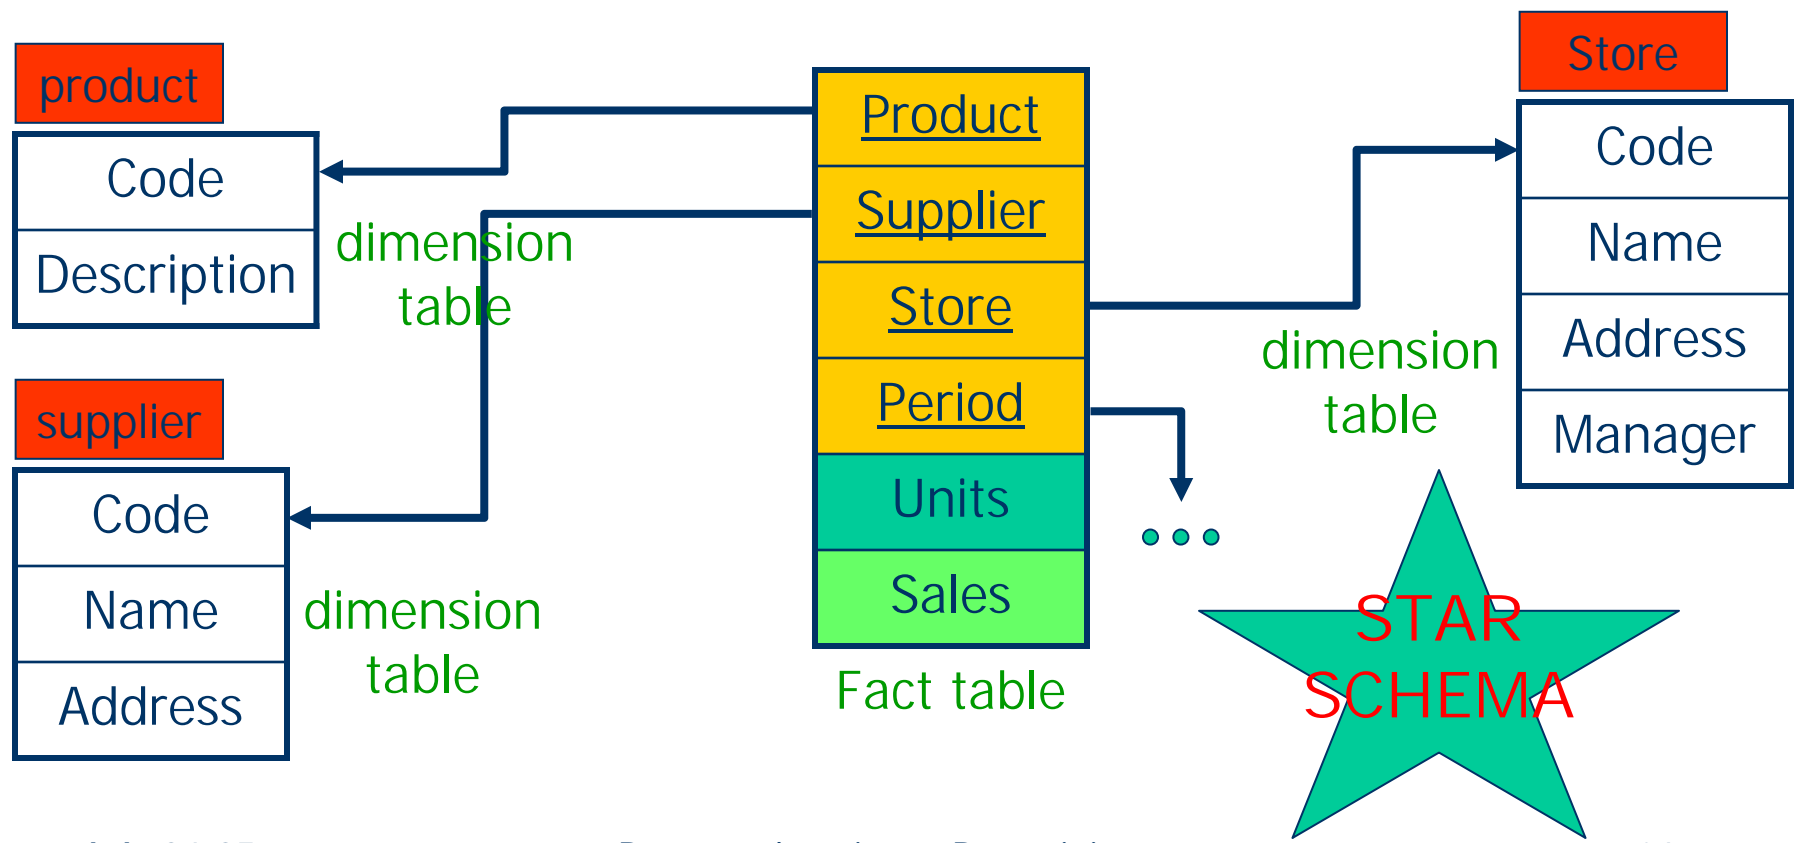 product
Code
Description
dimension
table
supplier
Code
Name
Address
dimension
table
Product
Supplier
Store
Period
Units
Sales
Fact table
Store
Code
Name
Address
Manager
dimension
table
STAR
SCHEMA